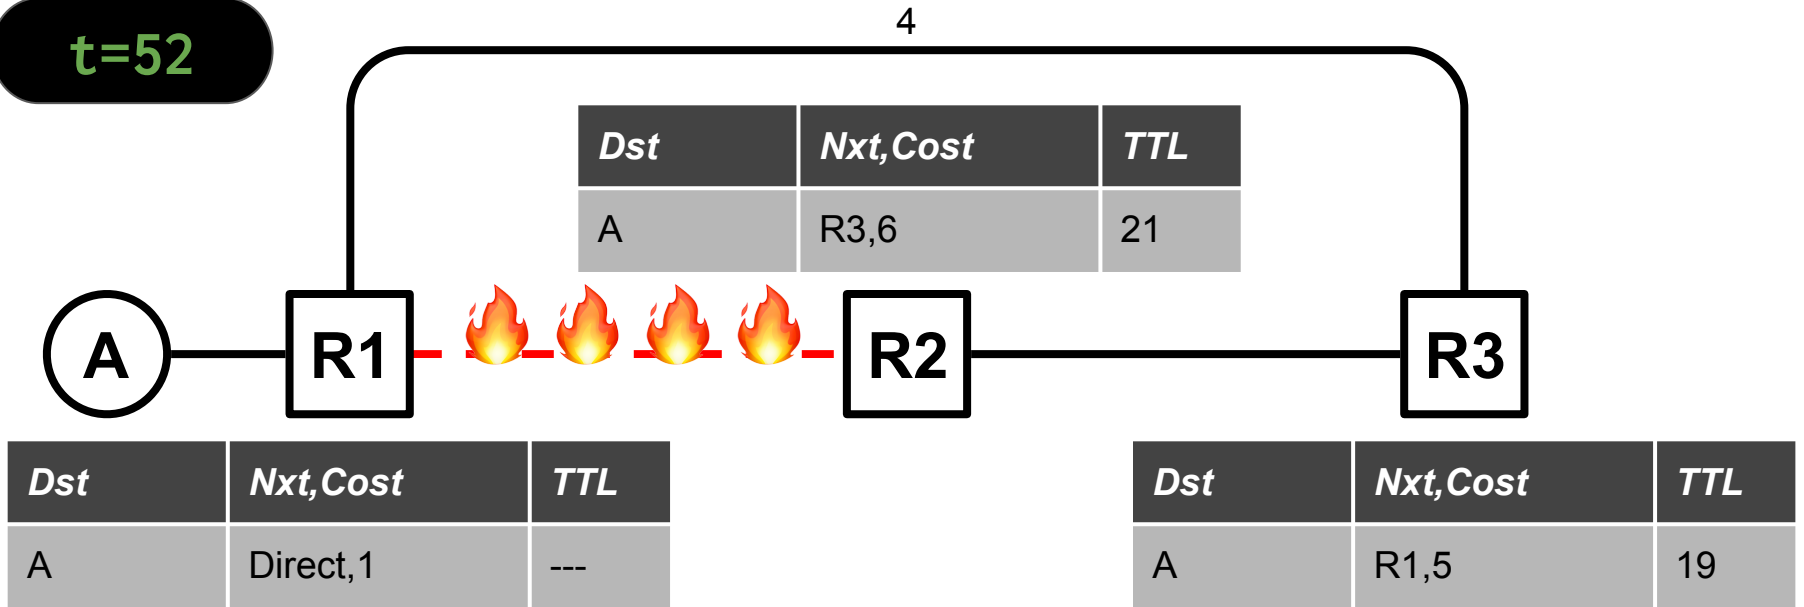 t=52
4
Dst Nxt,Cost TTL
A R3,6 21
A R1 R2 R3
Dst Nxt,Cost TTL
A Direct,1 ---
Dst Nxt,Cost TTL
A R1,5 19